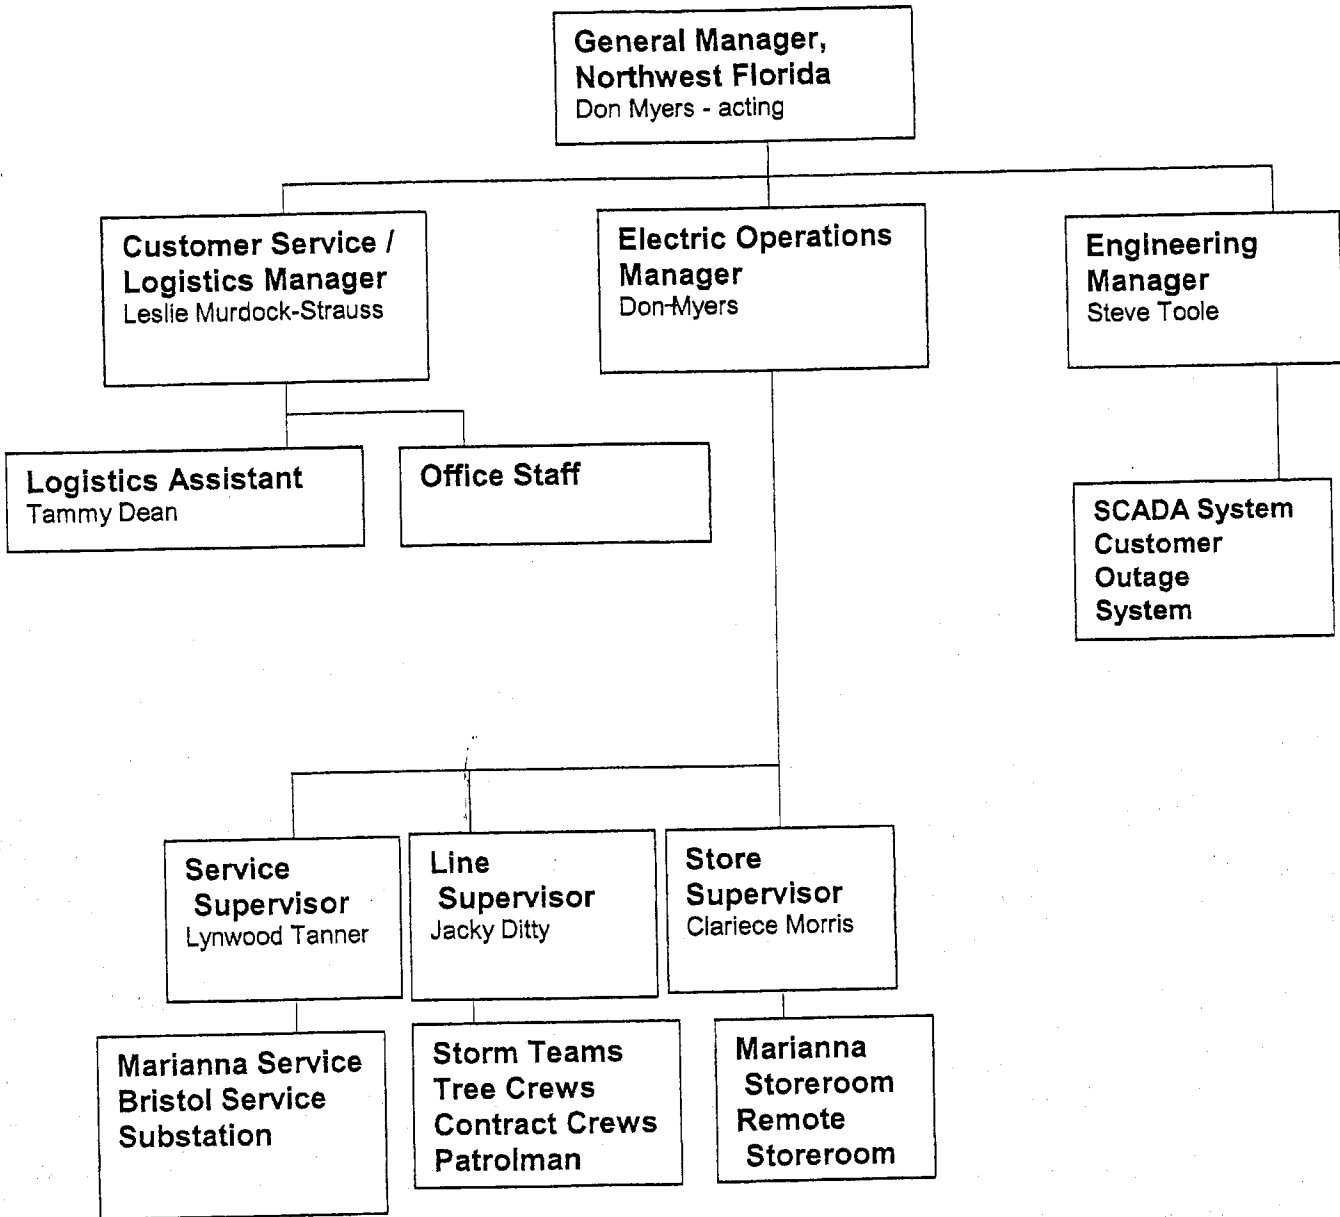 General Manager,
Northwest Florida
Don Myers - acting
Customer Service /
Logistics Manager
Leslie Murdock-Strauss
Electric Operations
Manager
Don Myers
Engineering
Manager
Steve Toole
Logistics Assistant
Tammy Dean
Office Staff
SCADA System
Customer
Outage
System
Service
Supervisor
Lynwood Tanner
Line
Supervisor
Jacky Ditty
Store
Supervisor
Clariece Morris
Marianna Service
Bristol Service
Substation
Storm Teams
Tree Crews
Contract Crews
Patrolman
Marianna
Storeroom
Remote
Storeroom